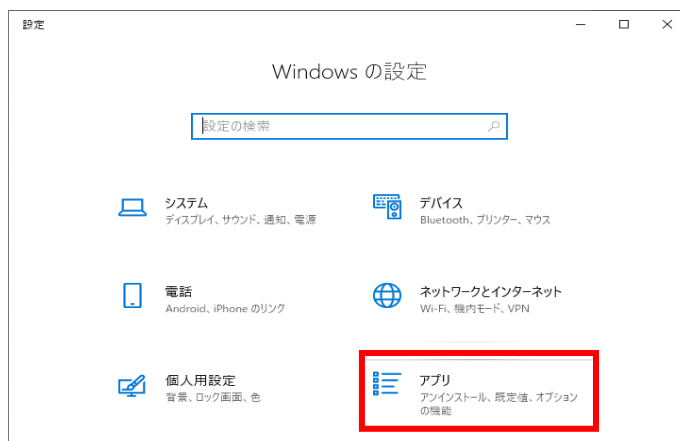 設定
Windows の設定
設定の検索
システム
ディスプレイ、サウンド、通知、電源
デバイス
Bluetooth、プリンター、マウス
電話
Android、iPhone のリンク
ネットワークとインターネット
Wi-Fi、機内モード、VPN
個人用設定
背景、ロック画面、色
アプリ
アンインストール、既定値、オプション
の機能